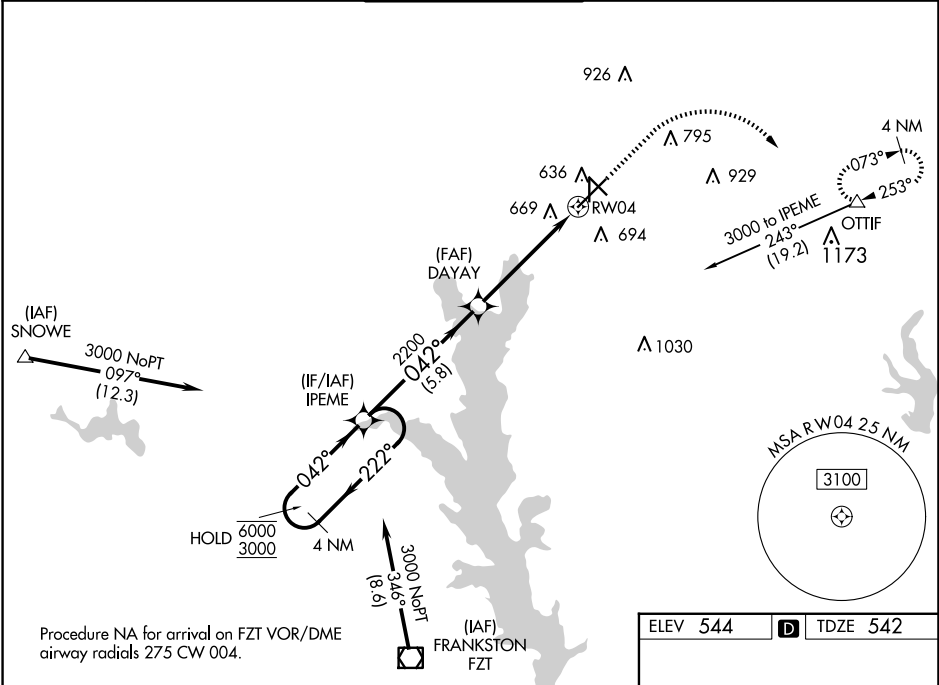 926
795
4 NM
636
929
073°
253°
669
RW04
694
3000 to IPEME
243°
(19.2)
OTTIF
1173
(FAF)
DAYAY
(IAF)
SNOWE
3000 NoPT
097°
(12.3)
2200
042°
(5.8)
1030
(IF/IAF)
IPEME
MSA RW04 25 NM
3100
042°
222°
HOLD
6000
3000
4 NM
3000 NoPT
346°
(8.6)
(IAF)
FRANKSTON
FZT
Procedure NA for arrival on FZT VOR/DME
airway radials 275 CW 004.
ELEV 544 D TDZE 542